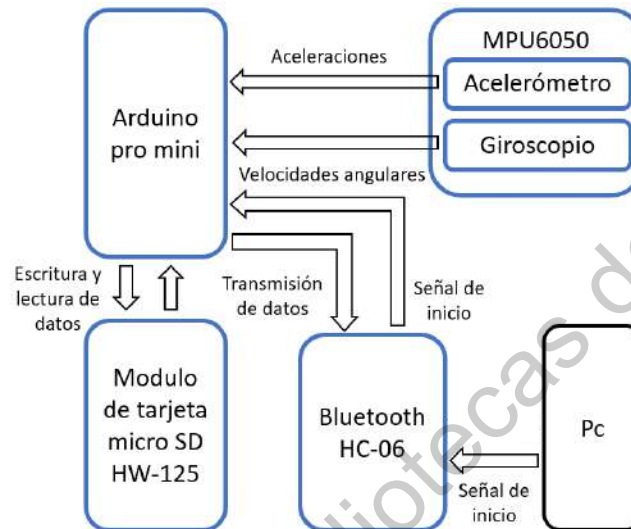 MPU6050
Aceleraciones
Acelerómetro
Arduino
pro mini
Giroscopio
Velocidades angulares
Escritura y
lectura de
datos
Transmisión
de datos
Señal de
inicio
Modulo
de tarjeta
micro SD
HW-125
Bluetooth
HC-06
Pc
Señal de
inicio